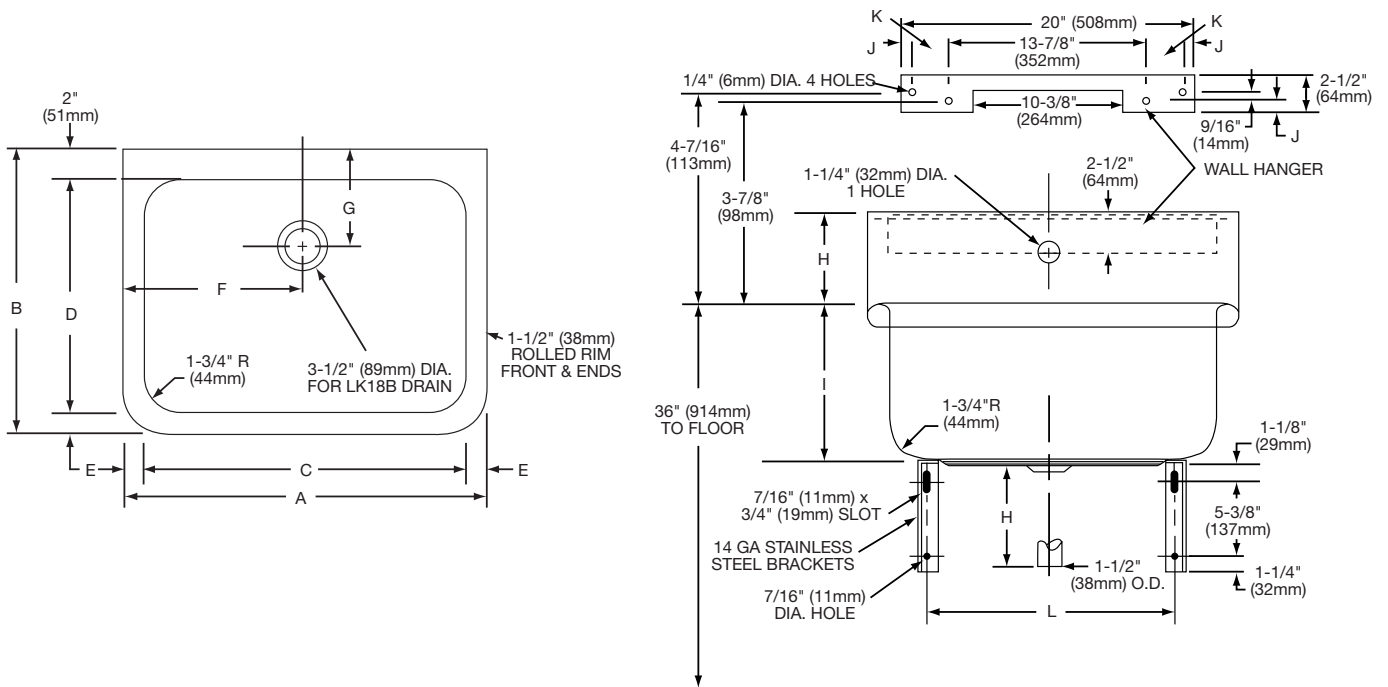 2"
(51mm)
B
D
G
F
1-3/4" R
(44mm)
3-1/2" (89mm) DIA.
FOR LK18B DRAIN
1-1/2" (38mm)
ROLLED RIM
FRONT & ENDS
E
C
E
A
K
20" (508mm)
K
J
13-7/8"
(352mm)
J
1/4" (6mm) DIA. 4 HOLES
2-1/2"
(64mm)
10-3/8"
(264mm)
9/16"
(14mm)
J
4-7/16"
(113mm)
3-7/8"
(98mm)
1-1/4" (32mm) DIA.
1 HOLE
2-1/2"
(64mm)
WALL HANGER
H
I
36" (914mm)
TO FLOOR
1-3/4"R
(44mm)
1-1/8"
(29mm)
7/16" (11mm) x
3/4" (19mm) SLOT
H
5-3/8"
(137mm)
14 GA STAINLESS
STEEL BRACKETS
1-1/2"
(38mm) O.D.
1-1/4"
(32mm)
7/16" (11mm)
DIA. HOLE
L